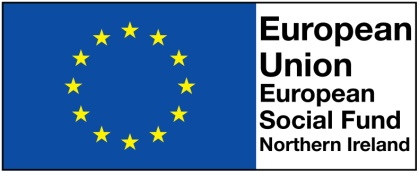 European
Union
European
Social Fund
Northern Ireland